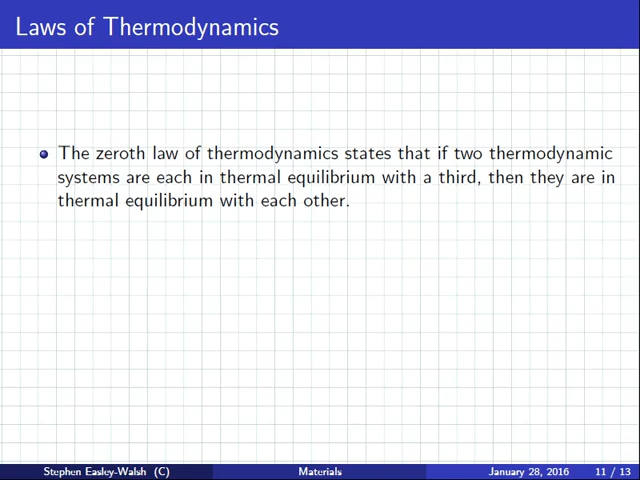 Laws of Thermodynamics
The zeroth law of thermodynamics states that if two thermodynamic
systems are each in thermal equilibrium with a third, then they are in
thermal equilibrium with each other.
Stephen Easley-Walsh (C) Materials January 28, 2016 11 / 13